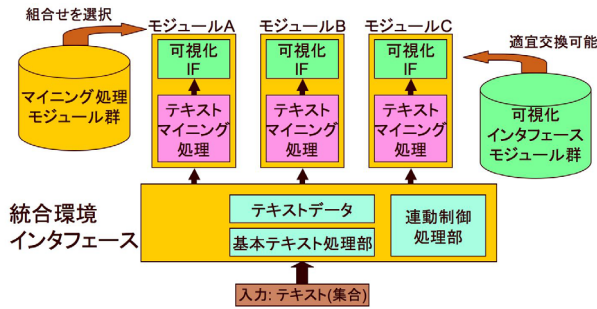 組合せを選択
モジュールA
モジュールB
モジュールC
適宜交換可能
マイニング処理
モジュール群
可視化
IF
テキスト
マイニング
処理
可視化
IF
テキスト
マイニング
処理
可視化
IF
テキスト
マイニング
処理
可視化
インタフェース
モジュール群
統合環境
インタフェース
テキストデータ
基本テキスト処理部
連動制御
処理部
入力: テキスト(集合)